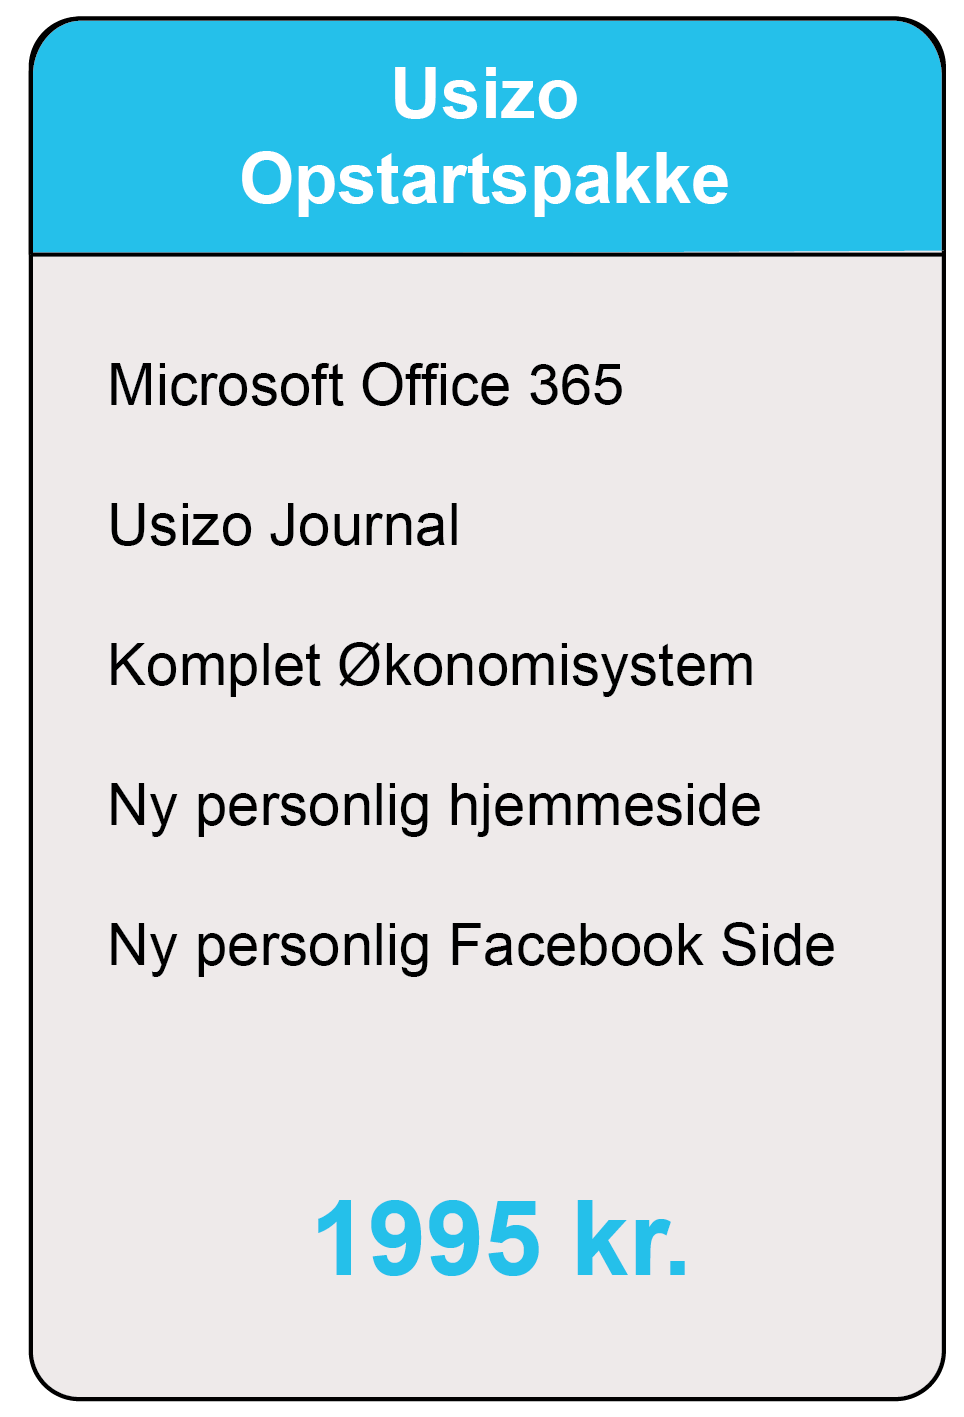 Usizo
Opstartspakke
Microsoft Office 365
Usizo Journal
Komplet Økonomisystem
Ny personlig hjemmeside
Ny personlig Facebook Side
1995 kr.